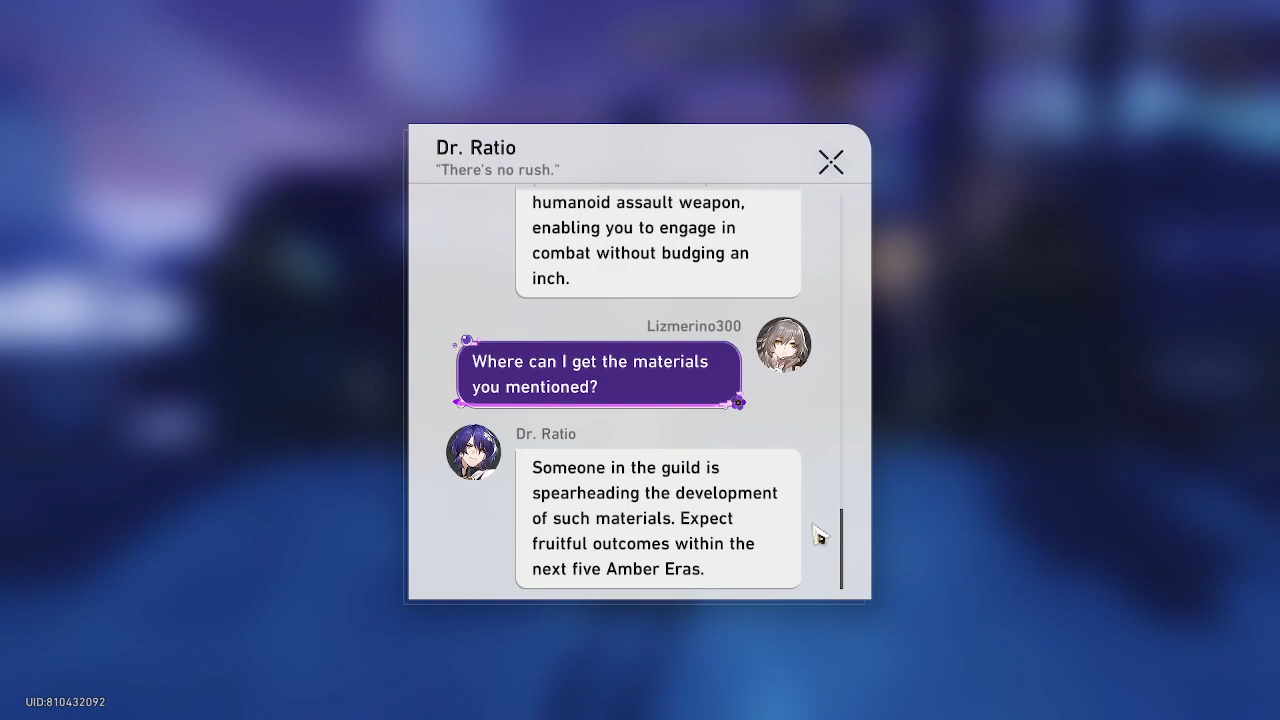 Dr. Ratio
"There's no rush."
humanoid assault weapon,
enabling you to engage in
combat without budging an
inch.
Lizmerino300
Where can I get the materials
you mentioned?
Dr. Ratio
Someone in the guild is
spearheading the development
of such materials. Expect
fruitful outcomes within the
next five Amber Eras.
UID:810432092